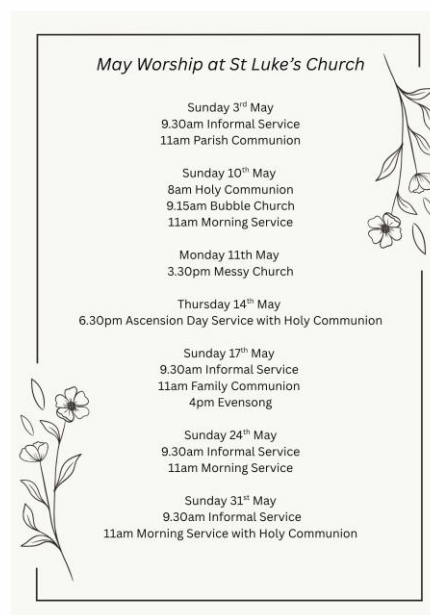 May Worship at St Luke's Church
Sunday 3rd May
9.30am Informal Service
11am Parish Communion
Sunday 10th May
8am Holy Communion
9.15am Bubble Church
11am Morning Service
Monday 11th May
3.30pm Messy Church
Thursday 14th May
6.30pm Ascension Day Service with Holy Communion
Sunday 17th May
9.30am Informal Service
11am Family Communion
4pm Evensong
Sunday 24th May
9.30am Informal Service
11am Morning Service
Sunday 31st May
9.30am Informal Service
11am Morning Service with Holy Communion